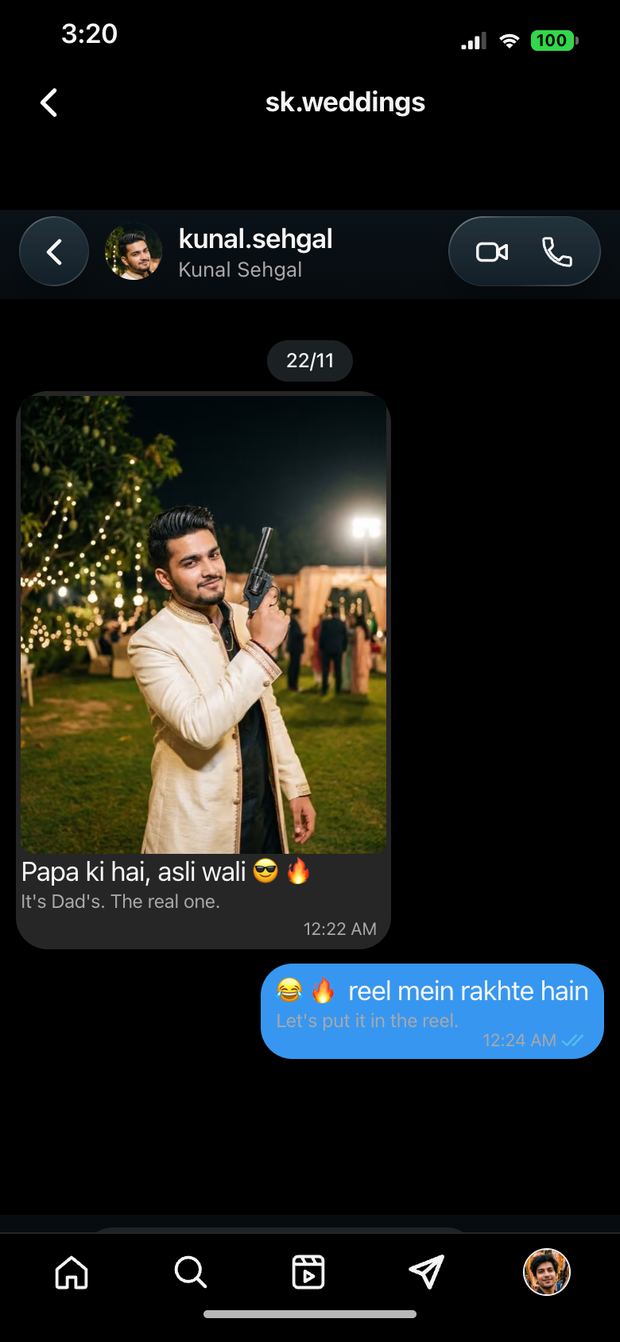 3:20
100
sk.weddings
kunal.sehgal
Kunal Sehgal
22/11
Papa ki hai, asli wali 😎 🔥
It's Dad's. The real one.
12:22 AM
😂 🔥 reel mein rakhte hain
Let's put it in the reel.
12:24 AM